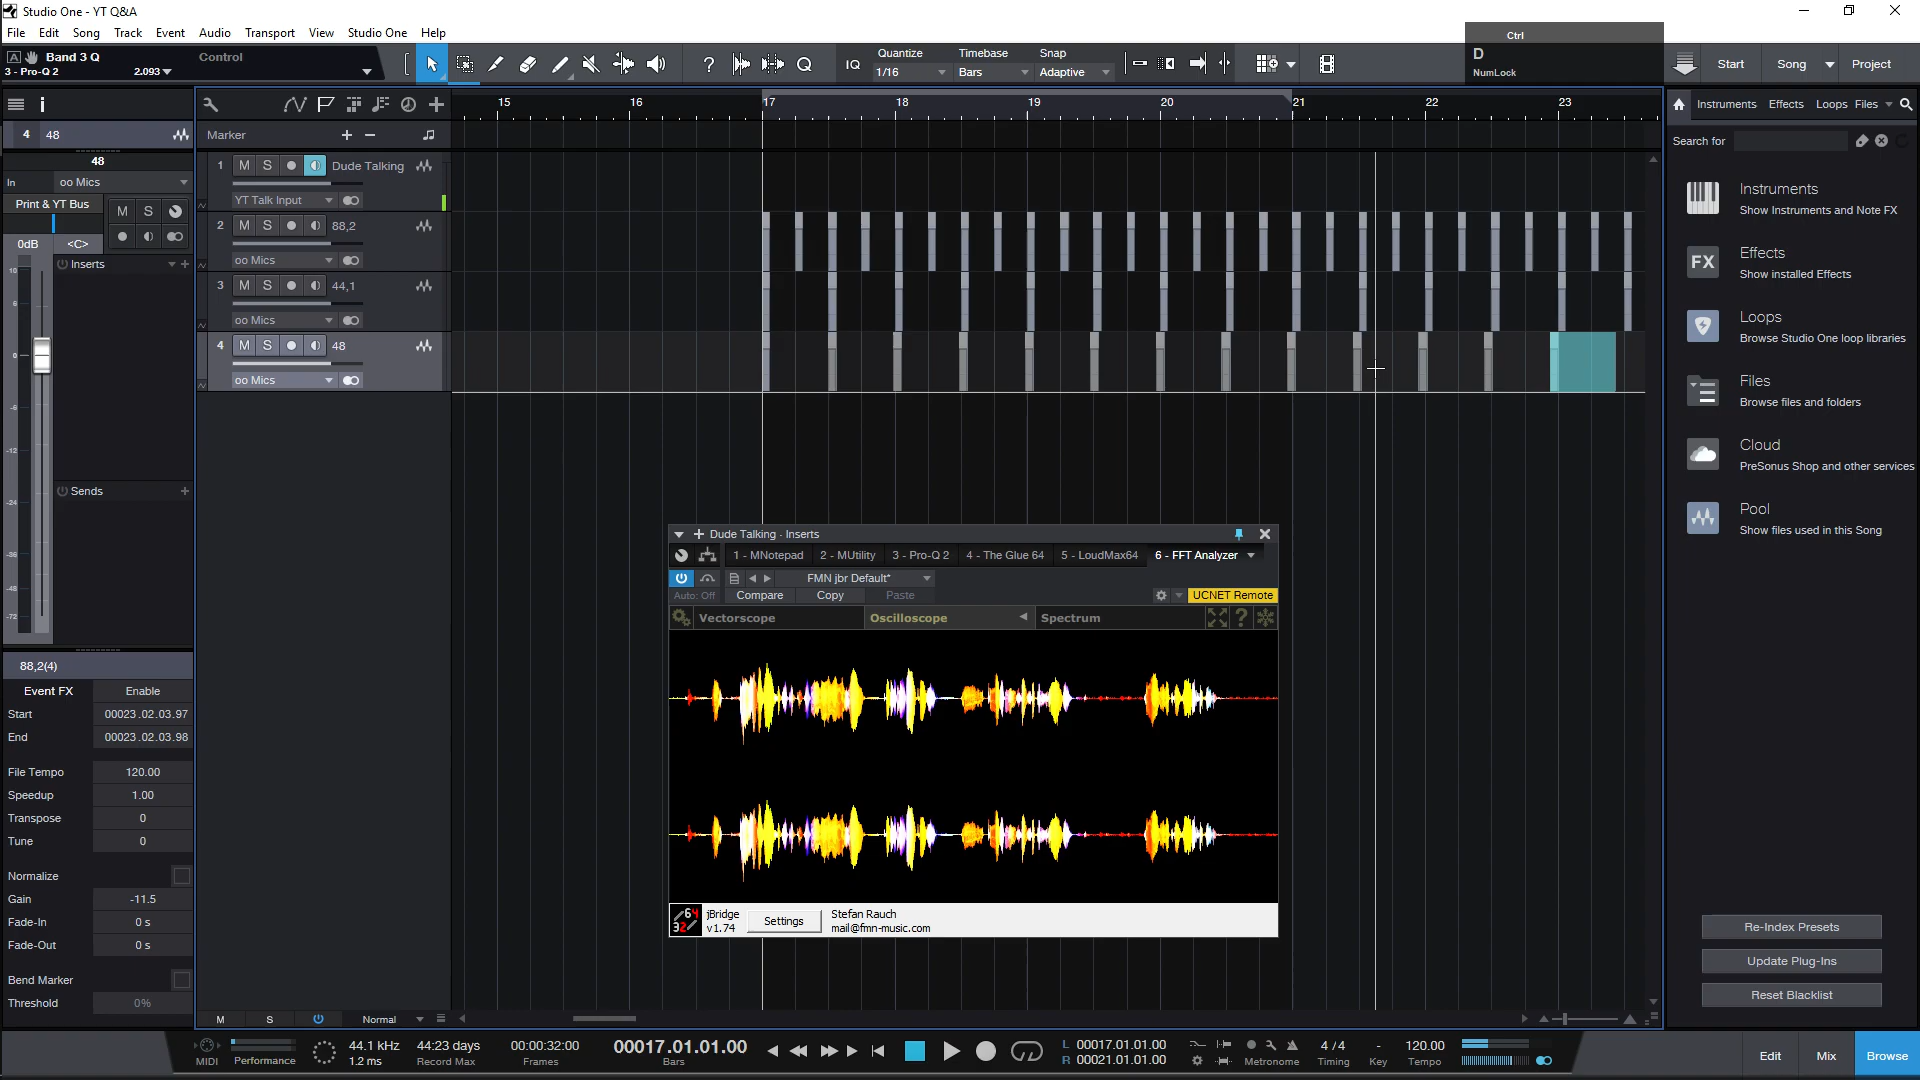 Studio One - YT Q&A
File Edit Song Track Event Audio Transport View Studio One Help
Ctrl
D
NumLock
Band 3 Q Control
3 - Pro-Q 2 2.093
IQ Quantize Timebase Snap
1/16 Bars Adaptive
Start Song Project
15 16 17 18 19 20 21 22 23
Instruments Effects Loops Files
4 48
Marker
Search for
48
In oo Mics
Print & YT Bus M S
0dB <C>
Inserts
Sends
1 M S Dude Talking
YT Talk Input
2 M S 88,2
oo Mics
3 M S 44,1
oo Mics
4 M S 48
oo Mics
Instruments
Show Instruments and Note FX
FX Effects
Show installed Effects
Loops
Browse Studio One loop libraries
Files
Browse files and folders
Cloud
PreSonus Shop and other services
Pool
Show files used in this Song
Dude Talking - Inserts
1 - MNotepad 2 - MUtility 3 - Pro-Q 2 4 - The Glue 64 5 - LoudMax64 6 - FFT Analyzer
FMN jbr Default*
Auto: Off Compare Copy Paste UCNET Remote
Vectorscope Oscilloscope Spectrum
64
32
jBridge
v1.74
Settings
Stefan Rauch
mail@fmn-music.com
88,2(4)
Event FX Enable
Start 00023.02.03.97
End 00023.02.03.98
File Tempo 120.00
Speedup 1.00
Transpose 0
Tune 0
Normalize
Gain -11.5
Fade-In 0 s
Fade-Out 0 s
Bend Marker
Threshold 0%
Re-Index Presets
Update Plug-Ins
Reset Blacklist
M S Normal
MIDI Performance
44.1 kHz
1.2 ms
44:23 days
Record Max
00:00:32:00
Frames
00017.01.01.00
Bars
L 00017.01.01.00
R 00021.01.01.00
Metronome
4 / 4
Timing
-
Key
120.00
Tempo
Edit Mix Browse